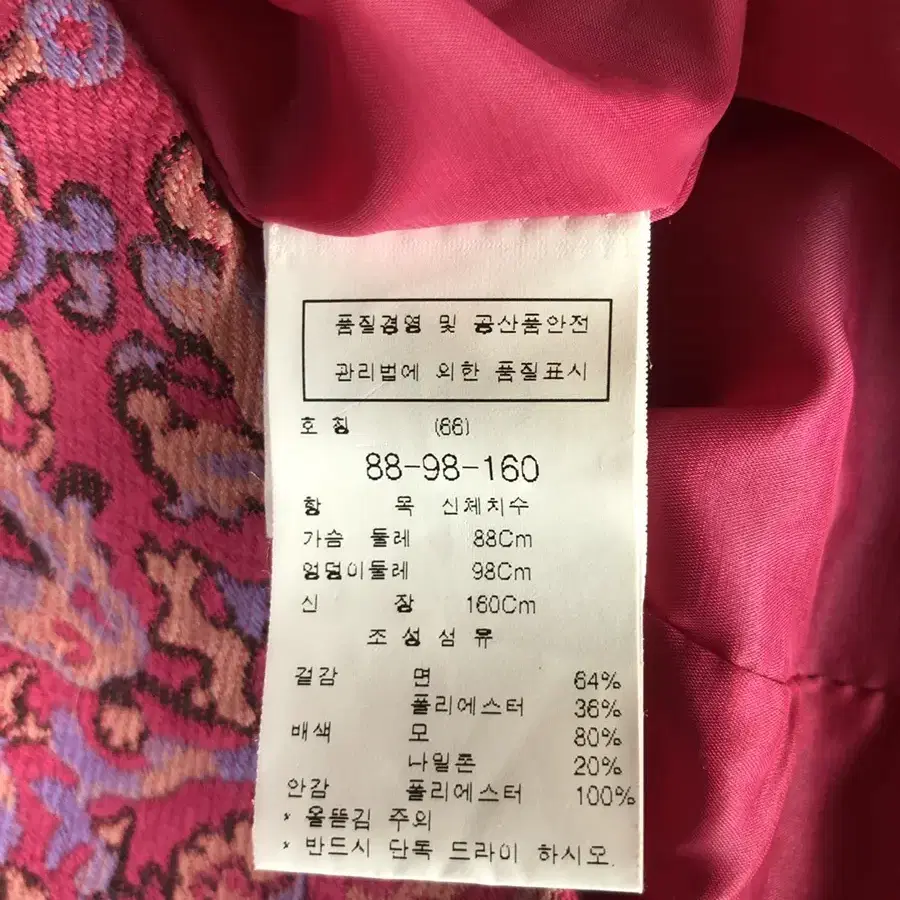 품질경영 및 공산품안전
관리법에 의한 품질표시
호 칭 (66)
88-98-160
항 목 신체치수
가슴 둘레 88Cm
엉덩이둘레 98Cm
신 장 160Cm
조성섬유
겉감 면 64%
폴리에스터 36%
배색 모 80%
나일론 20%
안감 폴리에스터 100%
* 올뜯김 주의
* 반드시 단독 드라이 하시오.